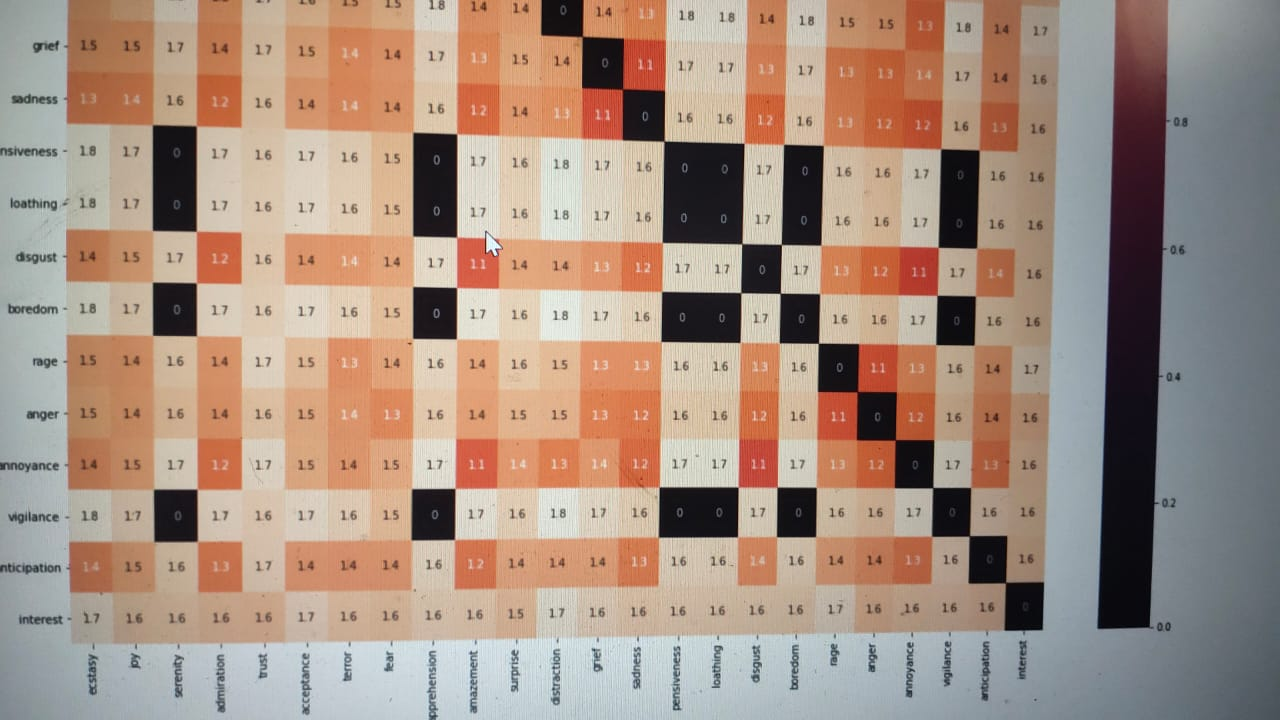 1.8 1.4 1.4 0 1.4 1.3 1.8 1.8 1.4 1.8 1.5 1.5 1.3 1.8 1.4 1.7
grief 1.5 1.5 1.7 1.4 1.7 1.5 1.4 1.4 1.7 1.3 1.5 1.4 0 1.1 1.7 1.7 1.3 1.7 1.3 1.3 1.4 1.7 1.4 1.6
sadness 1.3 1.4 1.6 1.2 1.6 1.4 1.4 1.4 1.6 1.2 1.4 1.3 1.1 0 1.6 1.6 1.2 1.6 1.3 1.2 1.2 1.6 1.3 1.6
0.8
nsiveness 1.8 1.7 0 1.7 1.6 1.7 1.6 1.5 0 1.7 1.6 1.8 1.7 1.6 0 0 1.7 0 1.6 1.6 1.7 0 1.6 1.6
loathing 1.8 1.7 0 1.7 1.6 1.7 1.6 1.5 0 1.7 1.6 1.8 1.7 1.6 0 0 1.7 0 1.6 1.6 1.7 0 1.6 1.6
0.6
disgust 1.4 1.5 1.7 1.2 1.6 1.4 1.4 1.4 1.7 1.1 1.4 1.4 1.3 1.2 1.7 1.7 0 1.7 1.3 1.2 1.1 1.7 1.4 1.6
boredom 1.8 1.7 0 1.7 1.6 1.7 1.6 1.5 0 1.7 1.6 1.8 1.7 1.6 0 0 1.7 0 1.6 1.6 1.7 0 1.6 1.6
rage 1.5 1.4 1.6 1.4 1.7 1.5 1.3 1.4 1.6 1.4 1.6 1.5 1.3 1.3 1.6 1.6 1.3 1.6 0 1.1 1.3 1.6 1.4 1.7
0.4
anger 1.5 1.4 1.6 1.4 1.6 1.5 1.4 1.3 1.6 1.4 1.5 1.5 1.3 1.2 1.6 1.6 1.2 1.6 1.1 0 1.2 1.6 1.4 1.6
nnoyance 1.4 1.5 1.7 1.2 1.7 1.5 1.4 1.5 1.7 1.1 1.4 1.3 1.4 1.2 1.7 1.7 1.1 1.7 1.3 1.2 0 1.7 1.3 1.6
0.2
vigilance 1.8 1.7 0 1.7 1.6 1.7 1.6 1.5 0 1.7 1.6 1.8 1.7 1.6 0 0 1.7 0 1.6 1.6 1.7 0 1.6 1.6
nticipation 1.4 1.5 1.6 1.3 1.7 1.4 1.4 1.4 1.6 1.2 1.4 1.4 1.4 1.3 1.6 1.6 1.4 1.6 1.4 1.4 1.3 1.6 0 1.6
interest 1.7 1.6 1.6 1.6 1.6 1.7 1.6 1.6 1.6 1.6 1.5 1.7 1.6 1.6 1.6 1.6 1.6 1.6 1.7 1.6 1.6 1.6 1.6 0
0.0
ecstasy
joy
serenity
admiration
trust
acceptance
terror
fear
pprehension
amazement
surprise
distraction
grief
sadness
pensiveness
loathing
disgust
boredom
rage
anger
annoyance
vigilance
anticipation
interest